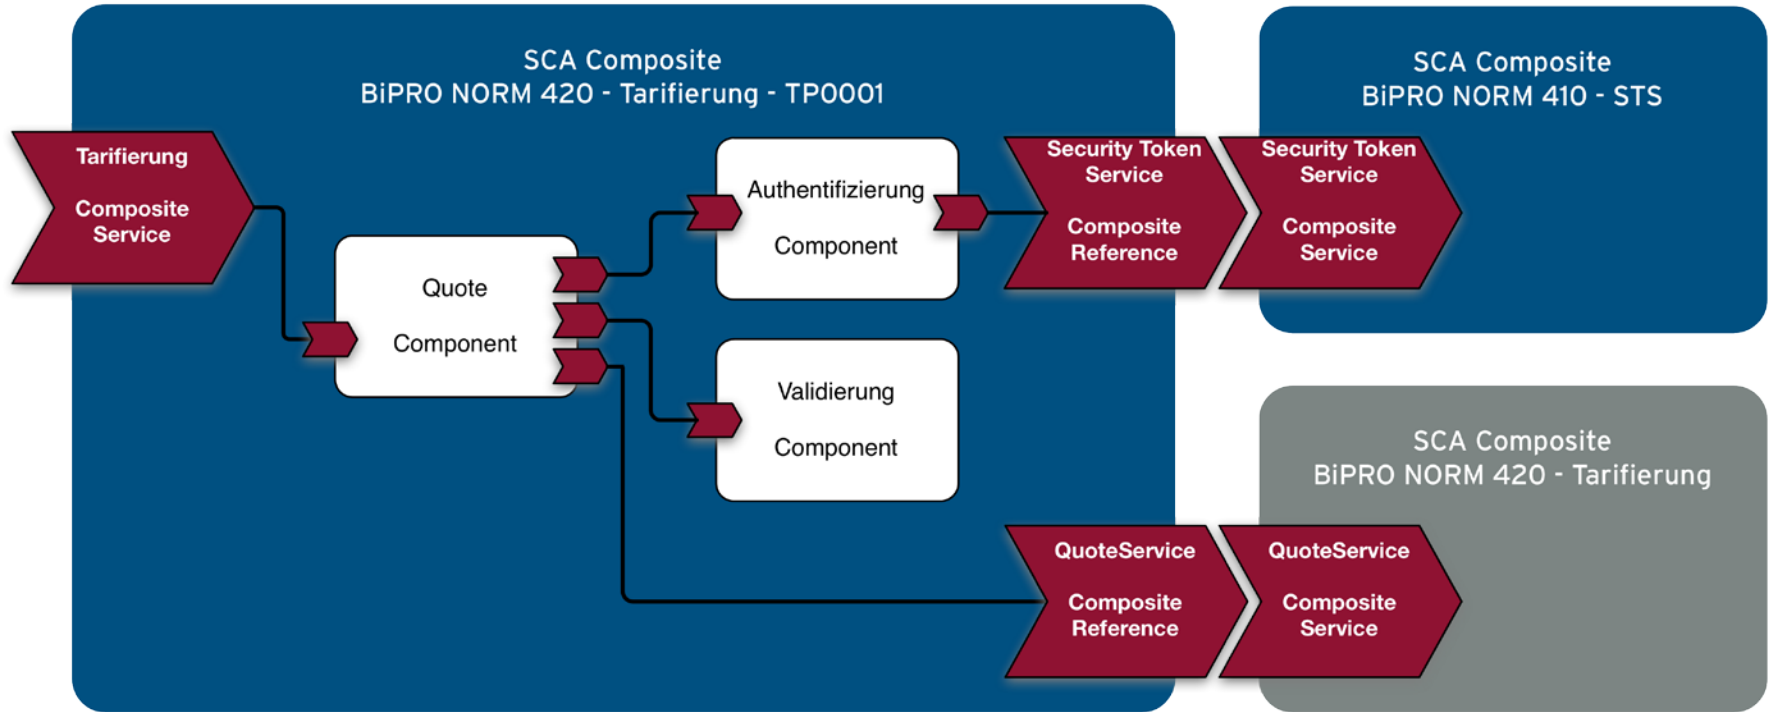 SCA Composite
BiPRO NORM 420 - Tarifierung - TP0001
Tarifierung
Composite
Service
Quote
Component
Authentifizierung
Component
Validierung
Component
Security Token
Service
Composite
Reference
QuoteService
Composite
Reference
SCA Composite
BiPRO NORM 410 - STS
Security Token
Service
Composite
Service
SCA Composite
BiPRO NORM 420 - Tarifierung
QuoteService
Composite
Service